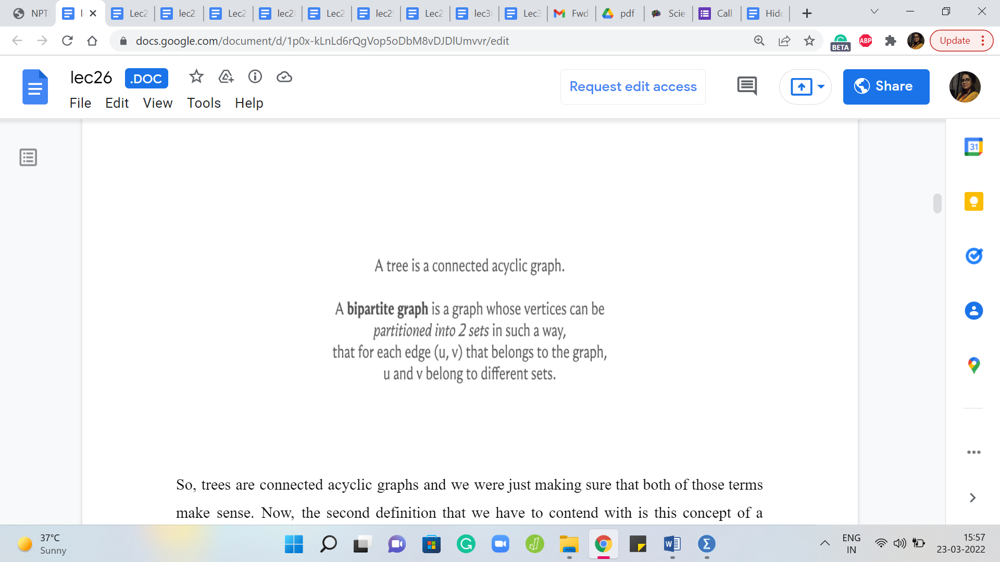 NPT
l
Lec2
lec2
Lec2
lec2
Lec2
lec2
Lec2
lec3
Lec3
Fwd
pdf
Scie
Call
Hid
docs.google.com/document/d/1p0x-kLnLd6rQgVop5oDbM8vDJDlUmvvr/edit
BETA
ABP
Update
lec26
.DOC
File Edit View Tools Help
Request edit access
Share
31
A tree is a connected acyclic graph.
A bipartite graph is a graph whose vertices can be
partitioned into 2 sets in such a way,
that for each edge (u, v) that belongs to the graph,
u and v belong to different sets.
So, trees are connected acyclic graphs and we were just making sure that both of those terms
make sense. Now, the second definition that we have to contend with is this concept of a
37°C
Sunny
ENG
IN
15:57
23-03-2022